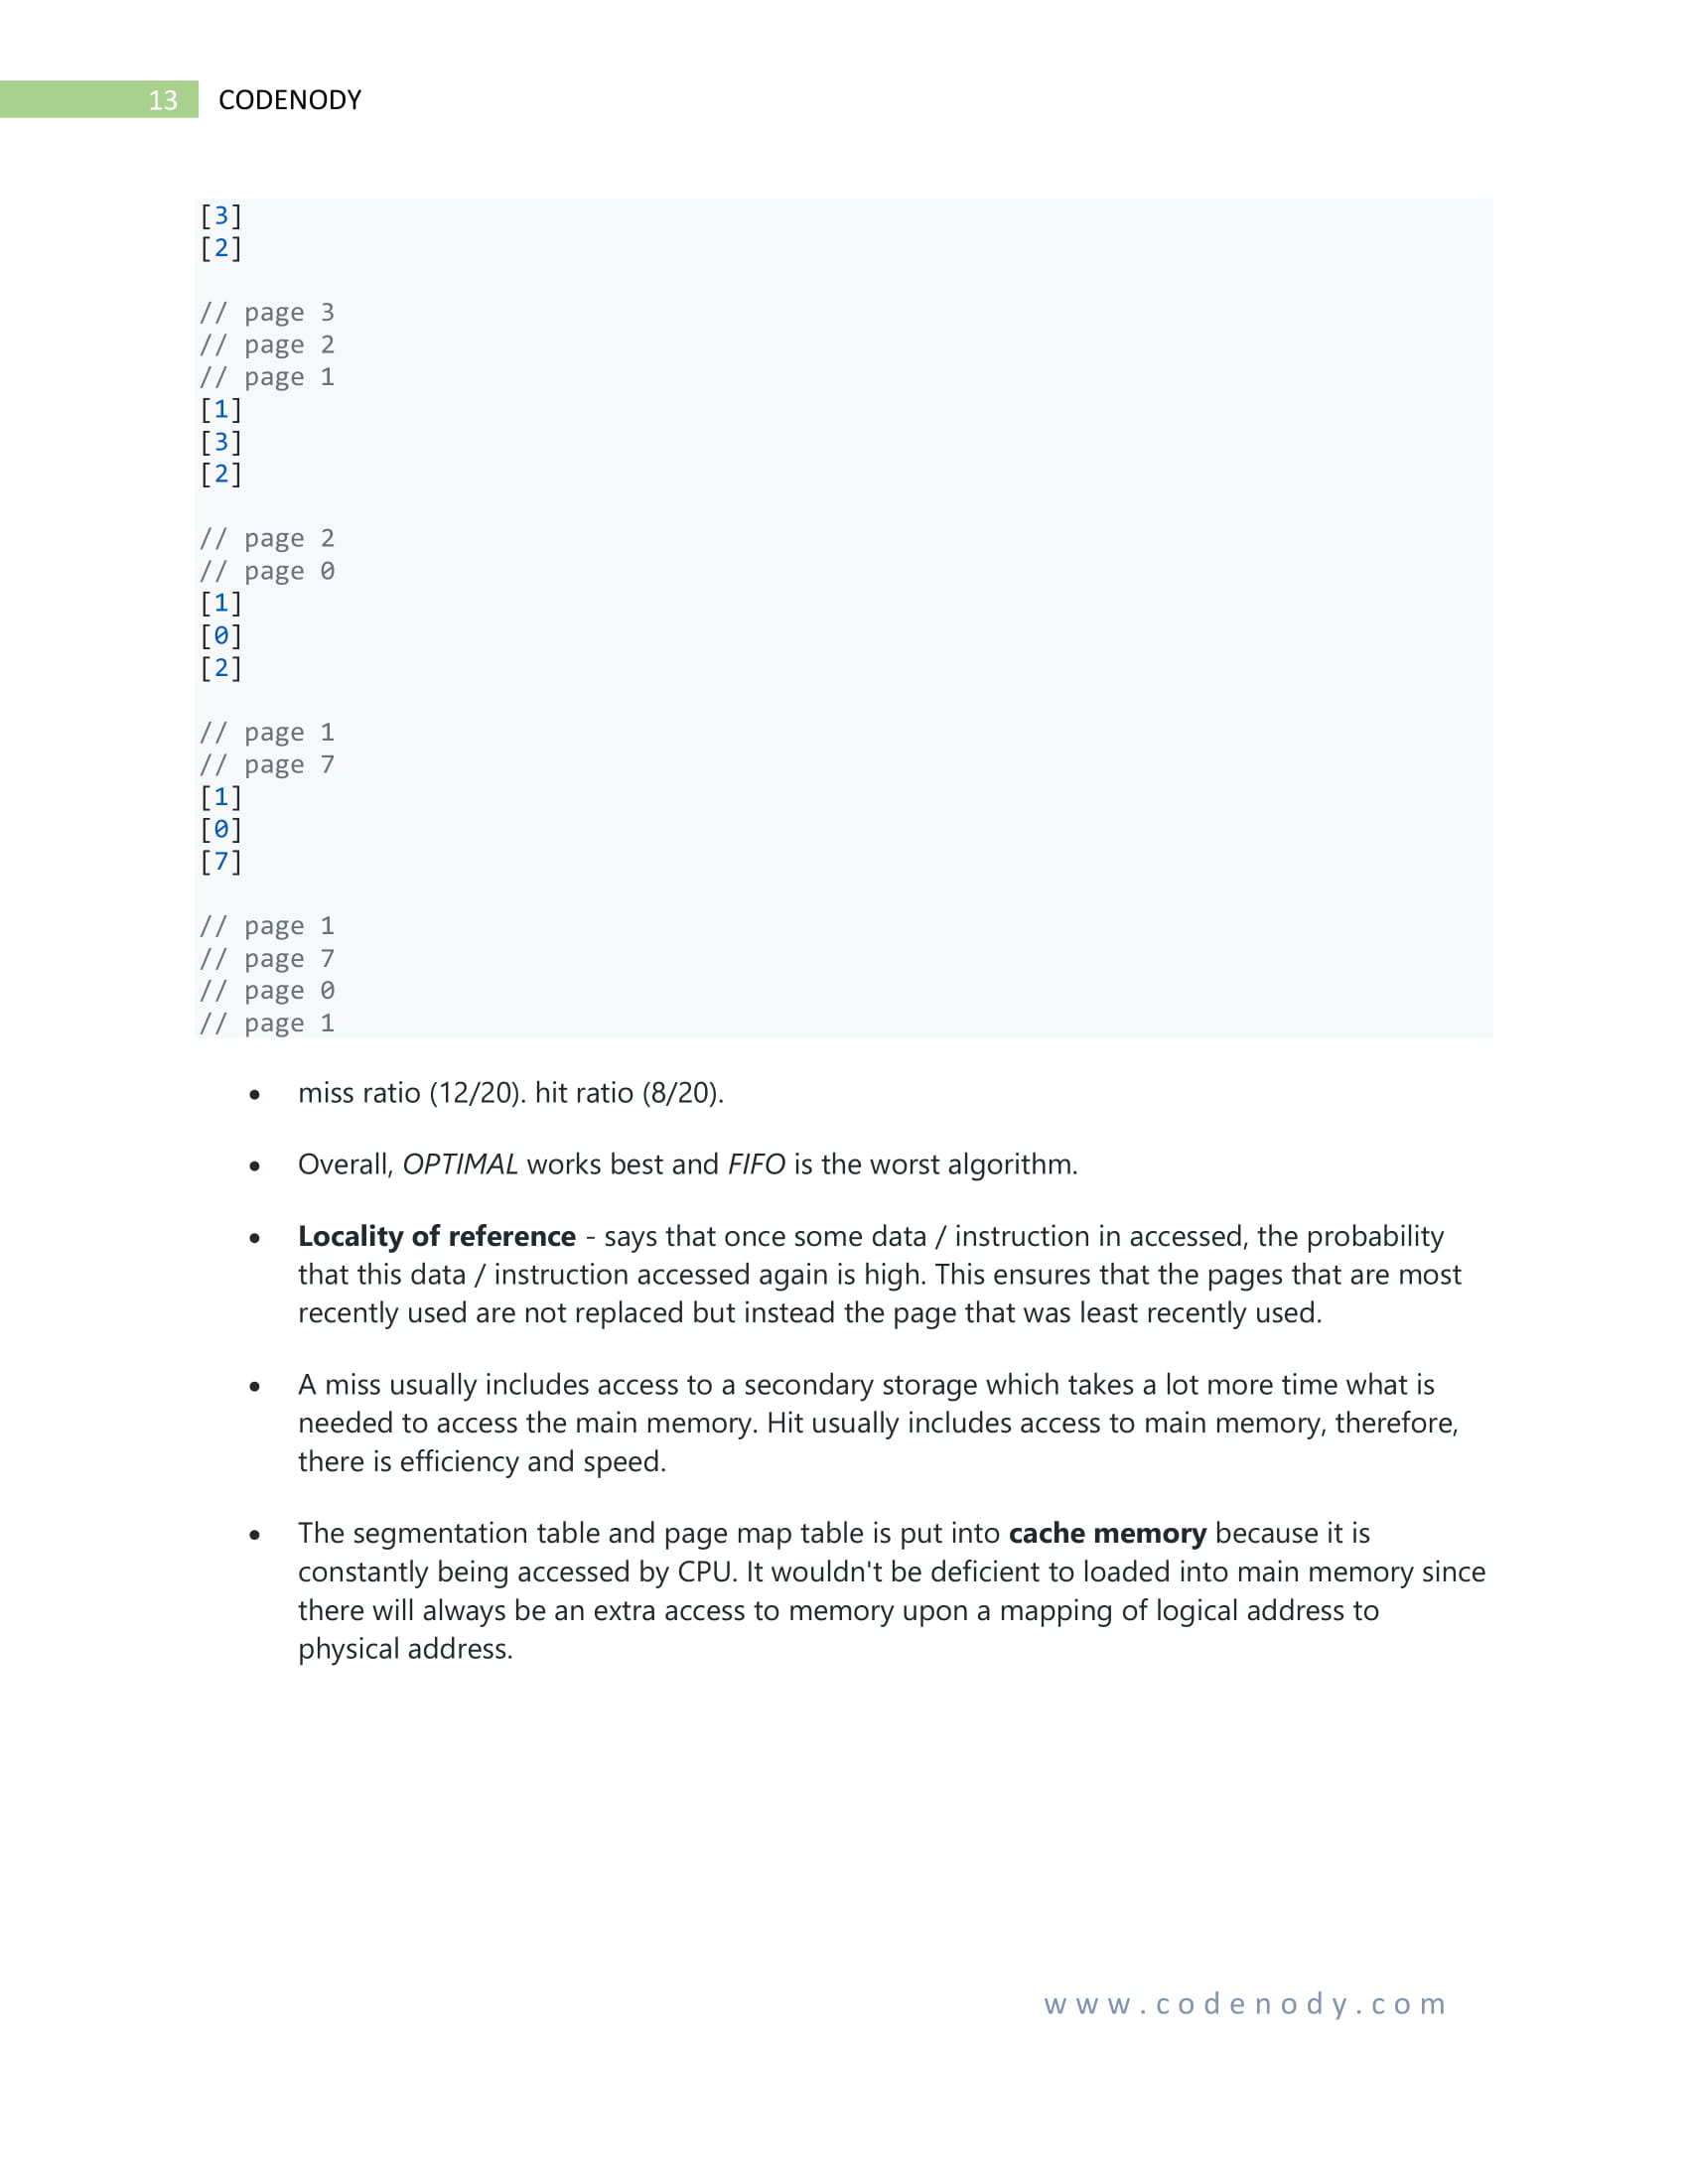 13 CODENODY
[3]
[2]
// page 3
// page 2
// page 1
[1]
[3]
[2]
// page 2
// page 0
[1]
[0]
[2]
// page 1
// page 7
[1]
[0]
[7]
// page 1
// page 7
// page 0
// page 1
• miss ratio (12/20). hit ratio (8/20).
• Overall, OPTIMAL works best and FIFO is the worst algorithm.
• Locality of reference - says that once some data / instruction in accessed, the probability
that this data / instruction accessed again is high. This ensures that the pages that are most
recently used are not replaced but instead the page that was least recently used.
• A miss usually includes access to a secondary storage which takes a lot more time what is
needed to access the main memory. Hit usually includes access to main memory, therefore,
there is efficiency and speed.
• The segmentation table and page map table is put into cache memory because it is
constantly being accessed by CPU. It wouldn't be deficient to loaded into main memory since
there will always be an extra access to memory upon a mapping of logical address to
physical address.
www.codenody.com